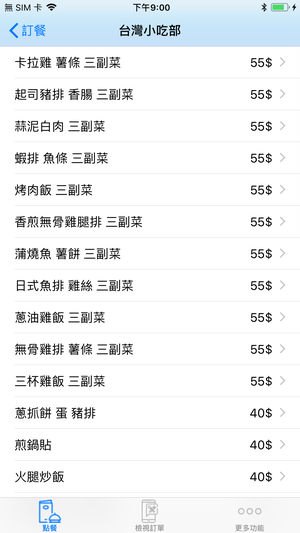 無 SIM 卡 下午9:00
訂餐 台灣小吃部
卡拉雞 薯條 三副菜 55$
起司豬排 香腸 三副菜 55$
蒜泥白肉 三副菜 55$
蝦排 魚條 三副菜 55$
烤肉飯 三副菜 55$
香煎無骨雞腿排 三副菜 55$
蒲燒魚 薯餅 三副菜 55$
日式魚排 雞絲 三副菜 55$
蔥油雞飯 三副菜 55$
無骨雞排 薯條 三副菜 55$
三杯雞飯 三副菜 55$
蔥抓餅 蛋 豬排 40$
煎鍋貼 40$
火腿炒飯 40$
點餐 檢視訂單 更多功能